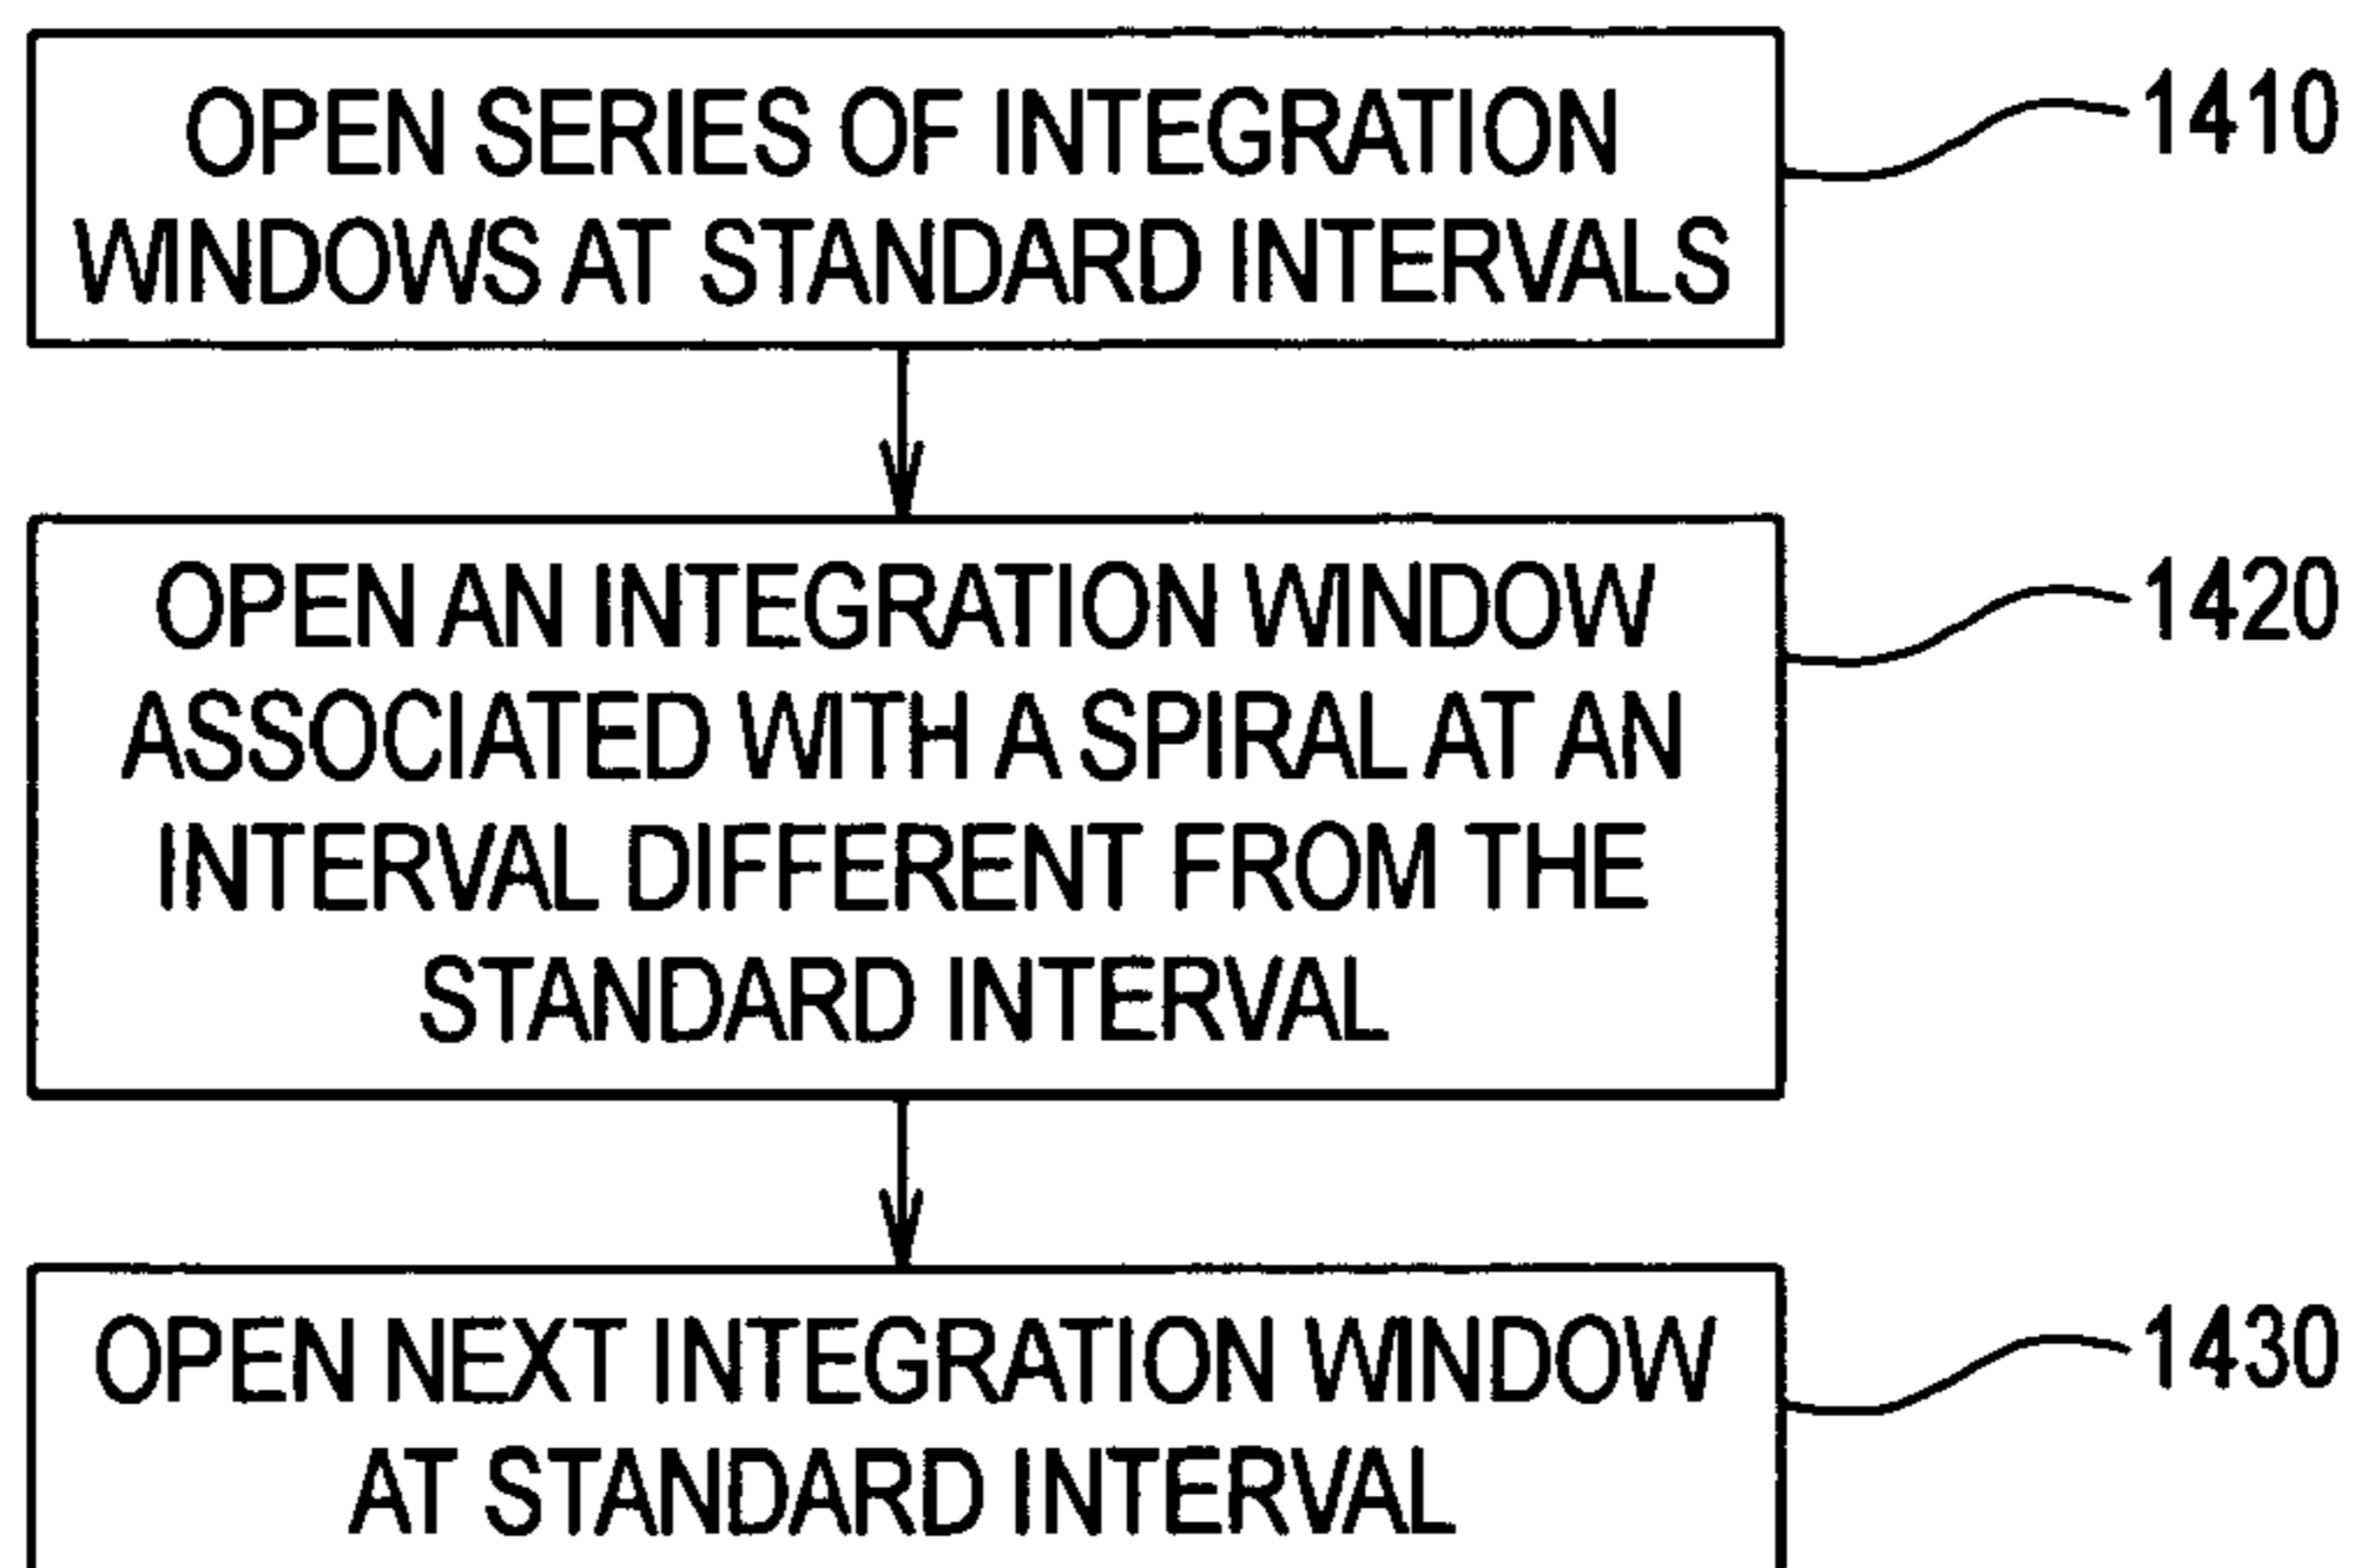 OPEN SERIES OF INTEGRATION
WINDOWS AT STANDARD INTERVALS
1410
OPEN AN INTEGRATION WINDOW
ASSOCIATED WITH A SPIRAL AT AN
INTERVAL DIFFERENT FROM THE
STANDARD INTERVAL
1420
OPEN NEXT INTEGRATION WINDOW
AT STANDARD INTERVAL
1430